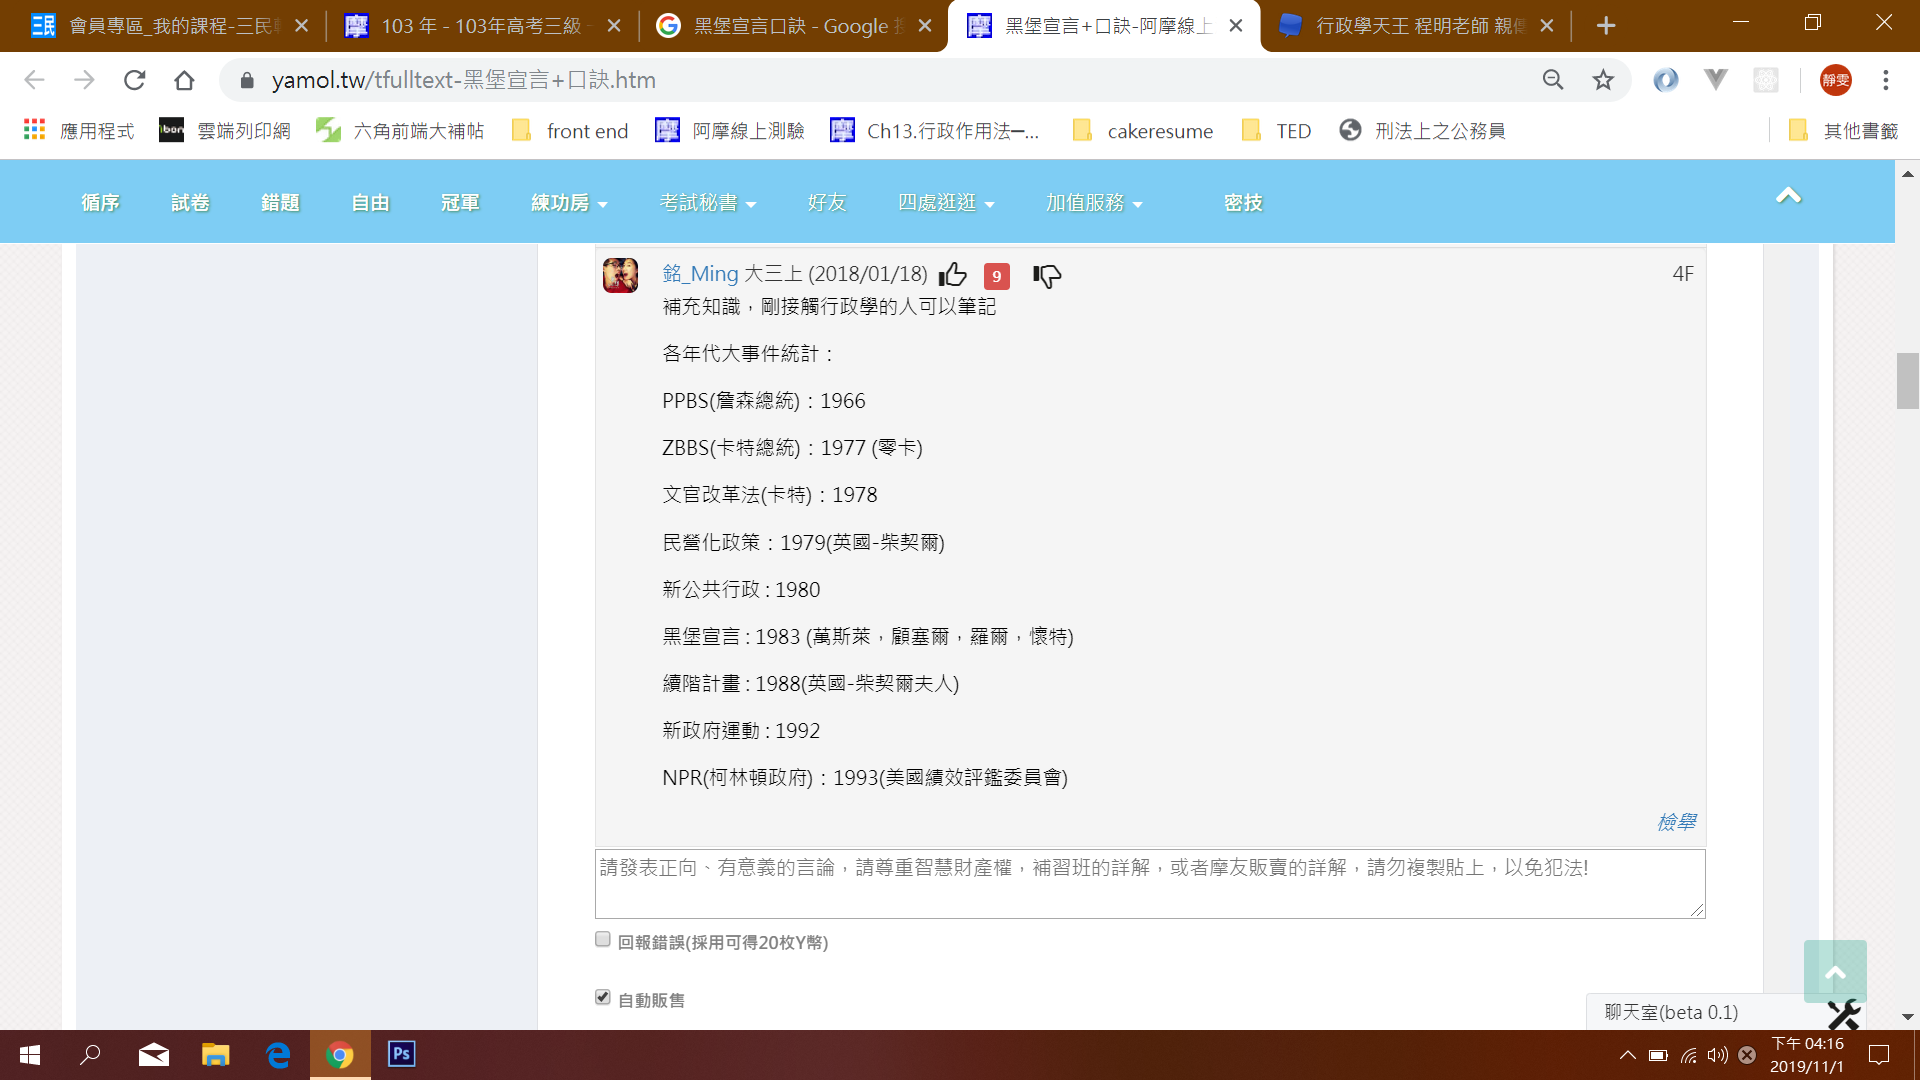 會員專區_我的課程-三民
103 年 - 103年高考三級
黑堡宣言口訣 - Google
黑堡宣言+口訣-阿摩線上
行政學天王 程明老師 親
yamol.tw/tfulltext-黑堡宣言+口訣.htm
靜雯
應用程式
ibon
雲端列印網
六角前端大補帖
front end
阿摩線上測驗
Ch13.行政作用法─...
cakeresume
TED
刑法上之公務員
其他書籤
循序
試卷
錯題
自由
冠軍
練功房
考試秘書
好友
四處逛逛
加值服務
密技
銘_Ming 大三上 (2018/01/18)
9
4F
補充知識，剛接觸行政學的人可以筆記
各年代大事件統計：
PPBS(詹森總統)：1966
ZBBS(卡特總統)：1977 (零卡)
文官改革法(卡特)：1978
民營化政策：1979(英國-柴契爾)
新公共行政 : 1980
黑堡宣言 : 1983 (萬斯萊，顧塞爾，羅爾，懷特)
續階計畫 : 1988(英國-柴契爾夫人)
新政府運動 : 1992
NPR(柯林頓政府)：1993(美國績效評鑑委員會)
檢舉
請發表正向、有意義的言論，請尊重智慧財產權，補習班的詳解，或者摩友販賣的詳解，請勿複製貼上，以免犯法!
回報錯誤(採用可得20枚Y幣)
自動販售
聊天室(beta 0.1)
Ps
下午 04:16
2019/11/1